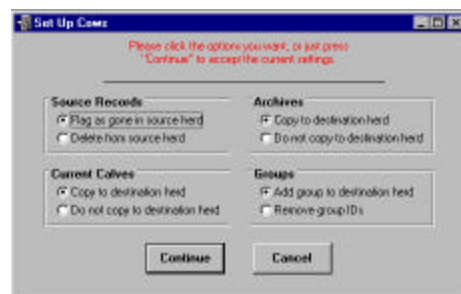 Set Up Cows
Please click the options you want, or just press
"Continue" to accept the current settings.
Source Records
Flag as gone in source herd
Delete from source herd
Archives
Copy to destination herd
Do not copy to destination herd
Current Calves
Copy to destination herd
Do not copy to destination herd
Groups
Add group to destination herd
Remove group IDs
Continue
Cancel